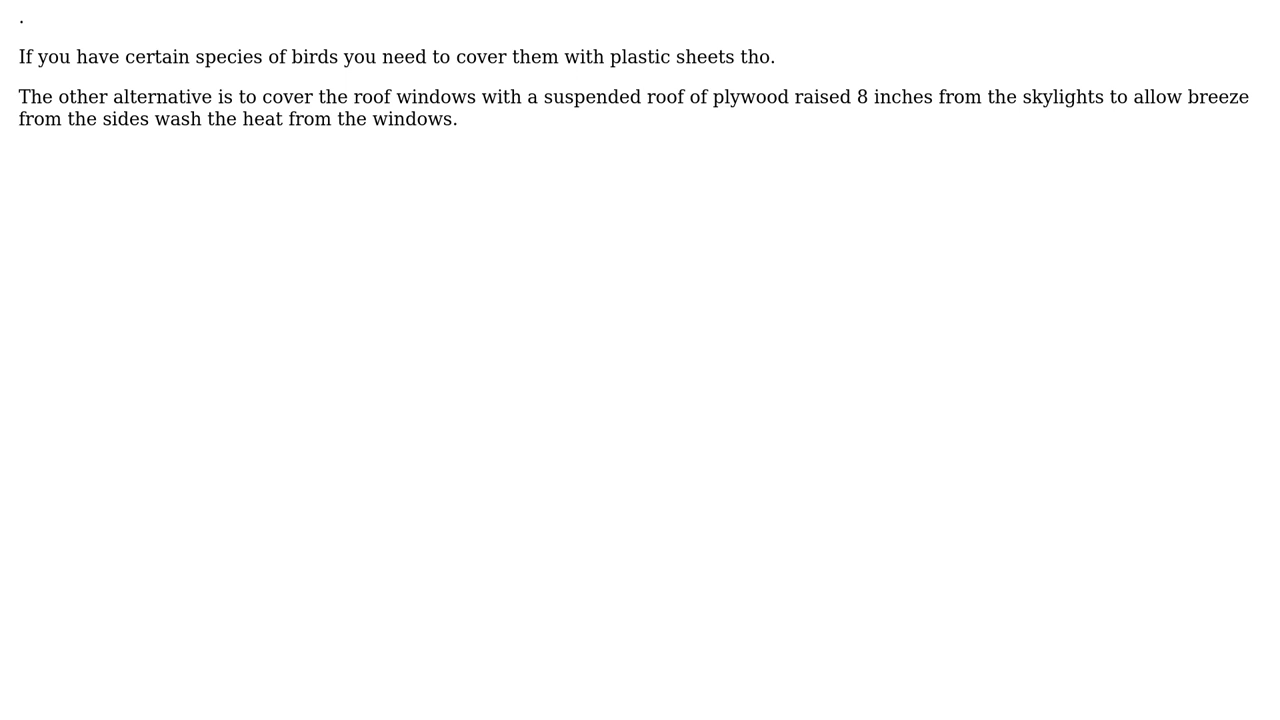 .
If you have certain species of birds you need to cover them with plastic sheets tho.
The other alternative is to cover the roof windows with a suspended roof of plywood raised 8 inches from the skylights to allow breeze
from the sides wash the heat from the windows.